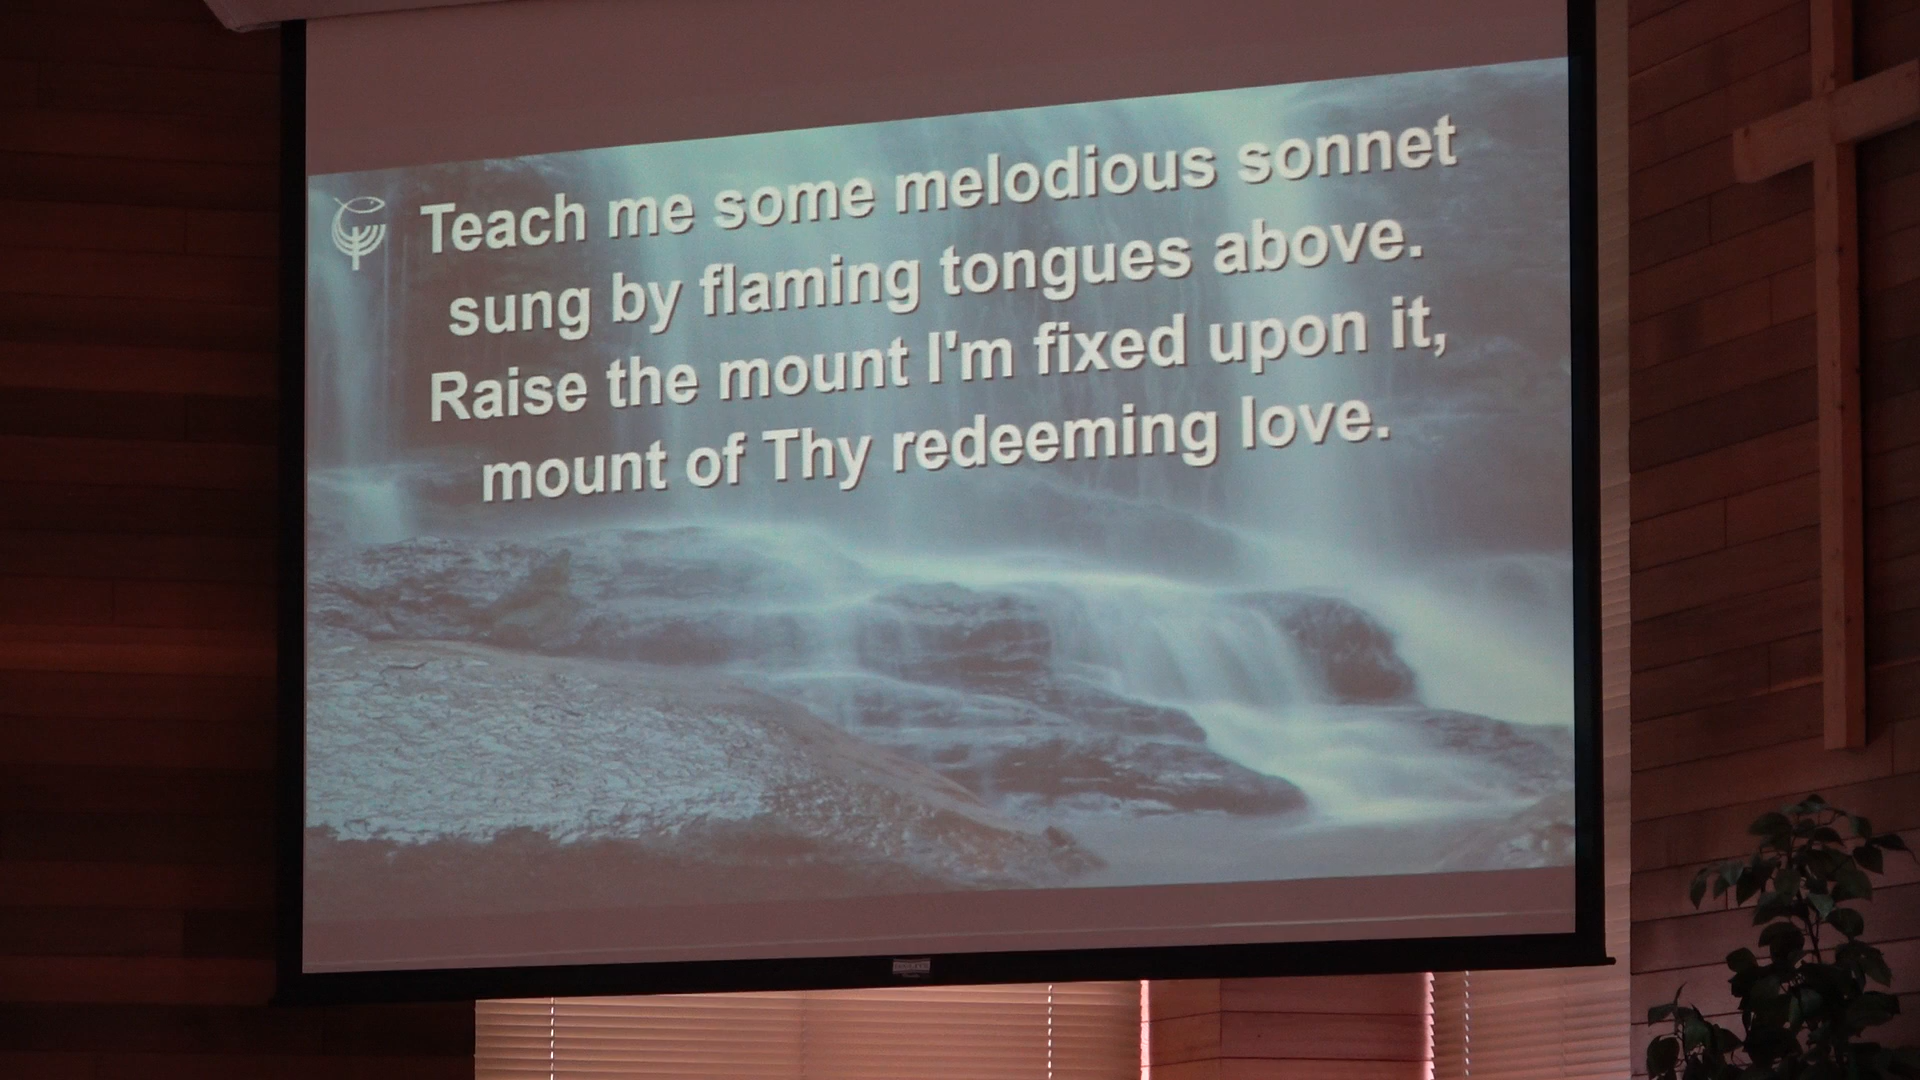 Teach me some melodious sonnet
sung by flaming tongues above.
Raise the mount I'm fixed upon it,
mount of Thy redeeming love.